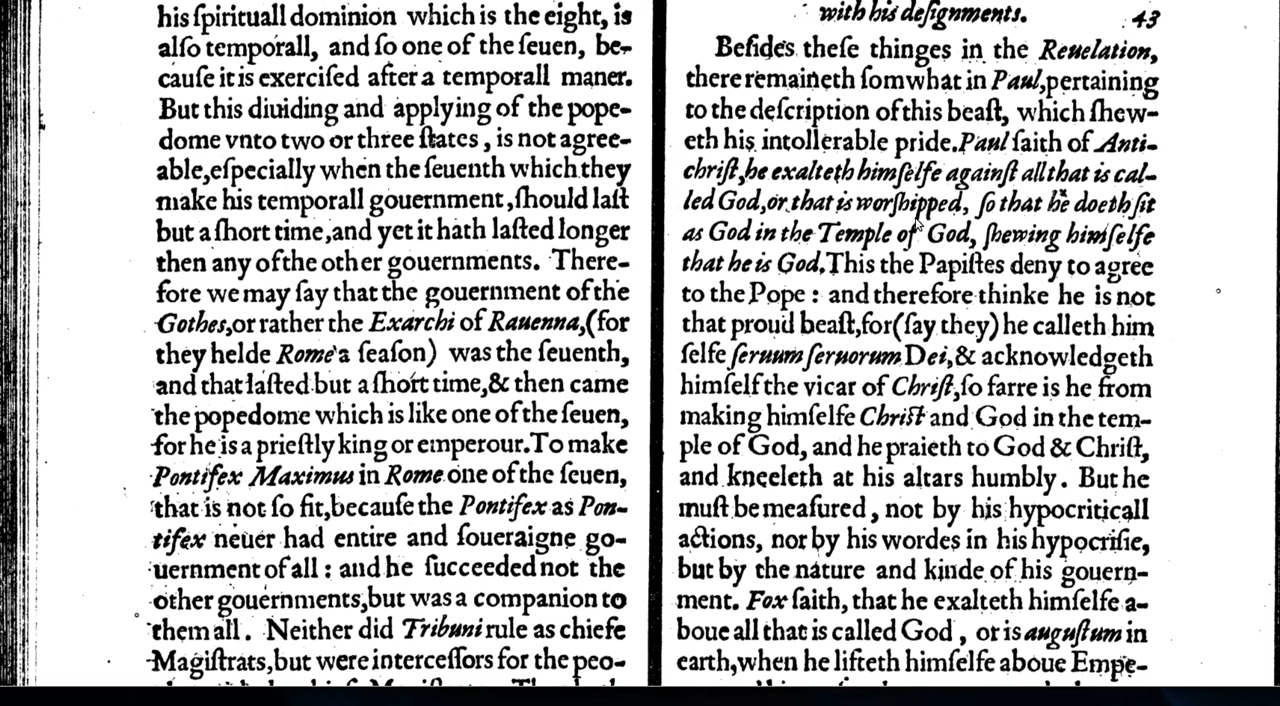 his ſpirituall dominion which is the eight, is
alſo temporall, and ſo one of the ſeuen, be-
cauſe it is exerciſed after a temporall maner.
But this diuiding and applying of the pope-
dome vnto two or three ſtates, is not agree-
able, eſpecially when the ſeuenth which they
make his temporall gouernment, ſhould laſt
but a ſhort time, and yet it hath laſted longer
then any of the other gouernments. There-
fore we may ſay that the gouernment of the
Gothes, or rather the Exarchi of Rauenna, (for
they helde Rome a ſeaſon) was the ſeuenth,
and that laſted but a ſhort time, & then came
the popedome which is like one of the ſeuen,
for he is a prieſtly king or emperour. To make
Pontifex Maximus in Rome one of the ſeuen,
that is not ſo fit, becauſe the Pontifex as Pon-
tifex neuer had entire and ſoueraigne go-
uernment of all : and he ſucceeded not the
other gouernments, but was a companion to
them all. Neither did Tribuni rule as chiefe
Magiſtrats, but were interceſſors for the peo-
with his deſignments. 43
Beſides theſe thinges in the Reuelation,
there remaineth ſomwhat in Paul, pertaining
to the deſcription of this beaſt, which ſhew-
eth his intollerable pride. Paul ſaith of Anti-
chriſt, he exalteth himſelfe againſt all that is cal-
led God, or that is worſhipped, ſo that he doeth ſit
as God in the Temple of God, ſhewing himſelfe
that he is God. This the Papiſtes deny to agree
to the Pope : and therefore thinke he is not
that proud beaſt, for (ſay they) he calleth him
ſelfe ſeruum ſeruorum Dei, & acknowledgeth
himſelf the vicar of Chriſt, ſo farre is he from
making himſelfe Chriſt and God in the tem-
ple of God, and he praieth to God & Chriſt,
and kneeleth at his altars humbly. But he
muſt be meaſured, not by his hypocriticall
actions, nor by his wordes in his hypocriſie,
but by the nature and kinde of his gouern-
ment. Fox ſaith, that he exalteth himſelfe a-
boue all that is called God, or is auguſtum in
earth, when he lifteth himſelfe aboue Empe-